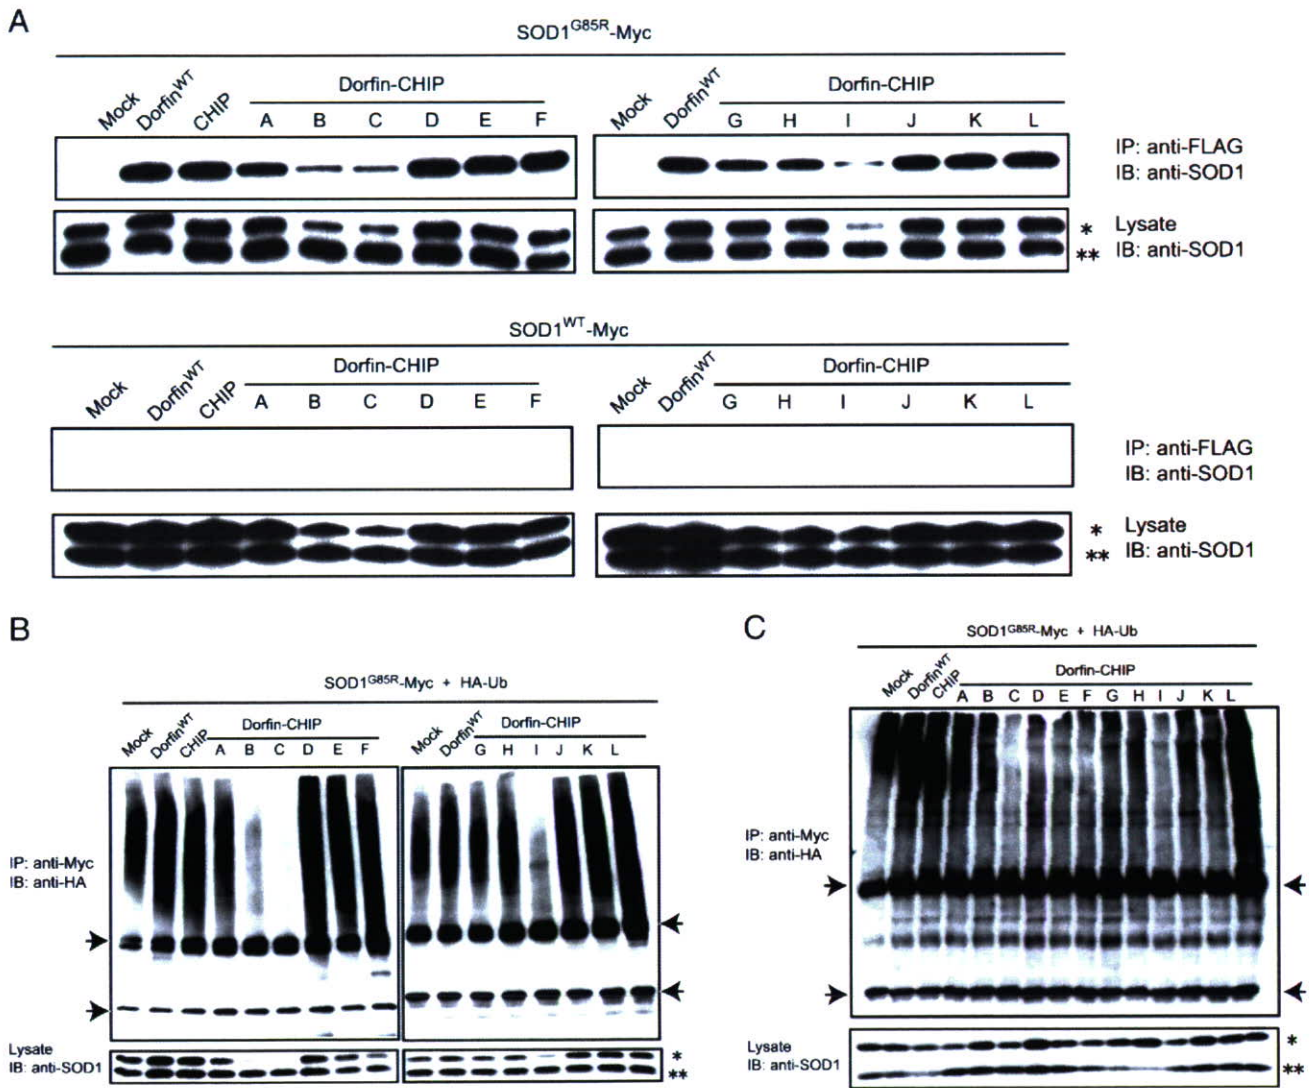 A
SOD1G85R-Myc
Mock DorfinWT CHIP Dorfin-CHIP
A B C D E F
Mock DorfinWT Dorfin-CHIP
G H I J K L
IP: anti-FLAG
IB: anti-SOD1
* Lysate
** IB: anti-SOD1
SOD1WT-Myc
Mock DorfinWT CHIP Dorfin-CHIP
A B C D E F
Mock DorfinWT Dorfin-CHIP
G H I J K L
IP: anti-FLAG
IB: anti-SOD1
* Lysate
** IB: anti-SOD1
B
SOD1G85R-Myc + HA-Ub
Mock DorfinWT CHIP Dorfin-CHIP
A B C D E F
Mock DorfinWT Dorfin-CHIP
G H I J K L
IP: anti-Myc
IB: anti-HA
Lysate
IB: anti-SOD1
*
**
C
SOD1G85R-Myc + HA-Ub
Mock DorfinWT CHIP Dorfin-CHIP
A B C D E F G H I J K L
IP: anti-Myc
IB: anti-HA
Lysate
IB: anti-SOD1
*
**